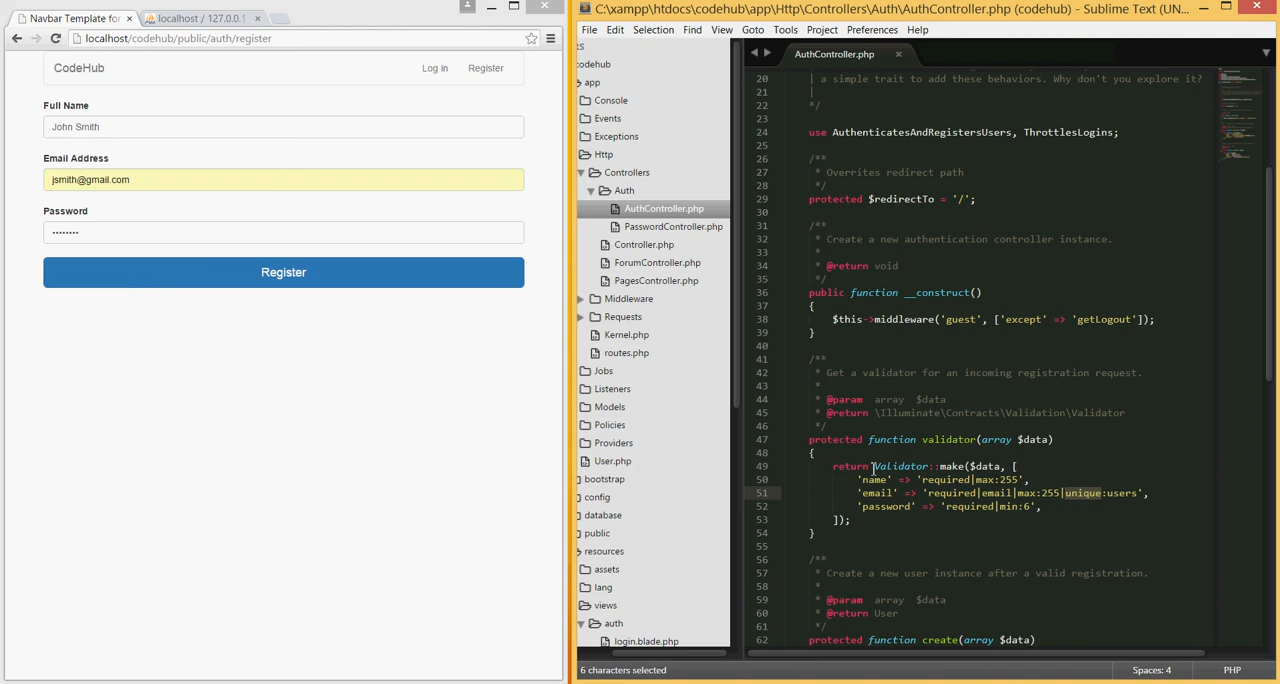 Navbar Template for
localhost / 127.0.0.1
localhost/codehub/public/auth/register
CodeHub
Log in
Register
Full Name
John Smith
Email Address
jsmith@gmail.com
Password
••••••••
Register
C:\xampp\htdocs\codehub\app\Http\Controllers\Auth\AuthController.php (codehub) - Sublime Text (UN...
File Edit Selection Find View Goto Tools Project Preferences Help
RS
codehub
app
Console
Events
Exceptions
Http
Controllers
Auth
AuthController.php
PasswordController.php
Controller.php
ForumController.php
PagesController.php
Middleware
Requests
Kernel.php
routes.php
Jobs
Listeners
Models
Policies
Providers
User.php
bootstrap
config
database
public
resources
assets
lang
views
auth
login.blade.php
AuthController.php
20 | a simple trait to add these behaviors. Why don't you explore it?
21 |
22 */
23
24 use AuthenticatesAndRegistersUsers, ThrottlesLogins;
25
26 /**
27 * Overrites redirect path
28 */
29 protected $redirectTo = '/';
30
31 /**
32 * Create a new authentication controller instance.
33 *
34 * @return void
35 */
36 public function __construct()
37 {
38 $this->middleware('guest', ['except' => 'getLogout']);
39 }
40
41 /**
42 * Get a validator for an incoming registration request.
43 *
44 * @param array $data
45 * @return \Illuminate\Contracts\Validation\Validator
46 */
47 protected function validator(array $data)
48 {
49 return Validator::make($data, [
50 'name' => 'required|max:255',
51 'email' => 'required|email|max:255|unique:users',
52 'password' => 'required|min:6',
53 ]);
54 }
55
56 /**
57 * Create a new user instance after a valid registration.
58 *
59 * @param array $data
60 * @return User
61 */
62 protected function create(array $data)
6 characters selected
Spaces: 4
PHP